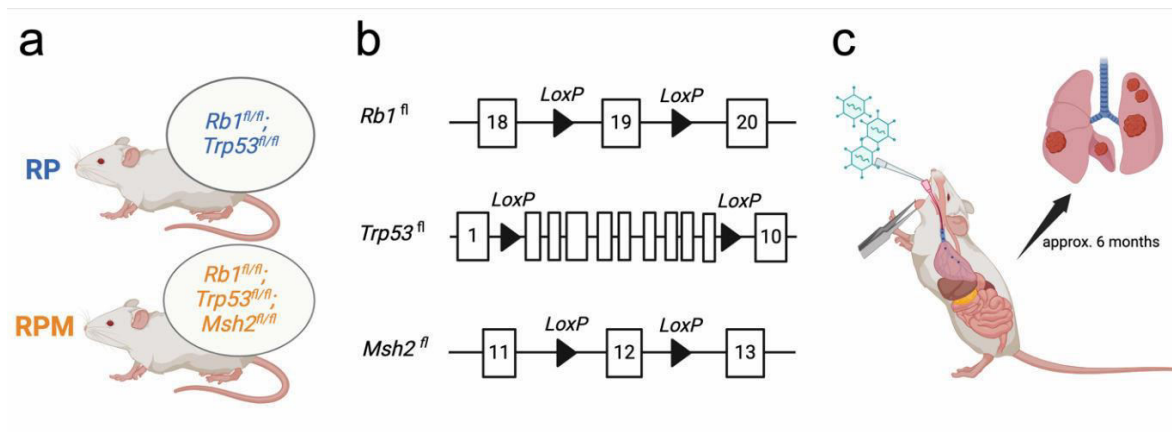 a
RP
Rb1fl/fl;
Trp53fl/fl
RPM
Rb1fl/fl;
Trp53fl/fl;
Msh2fl/fl
b
Rb1 fl
LoxP LoxP
18 19 20
Trp53 fl
LoxP LoxP
1 10
Msh2 fl
LoxP LoxP
11 12 13
c
approx. 6 months